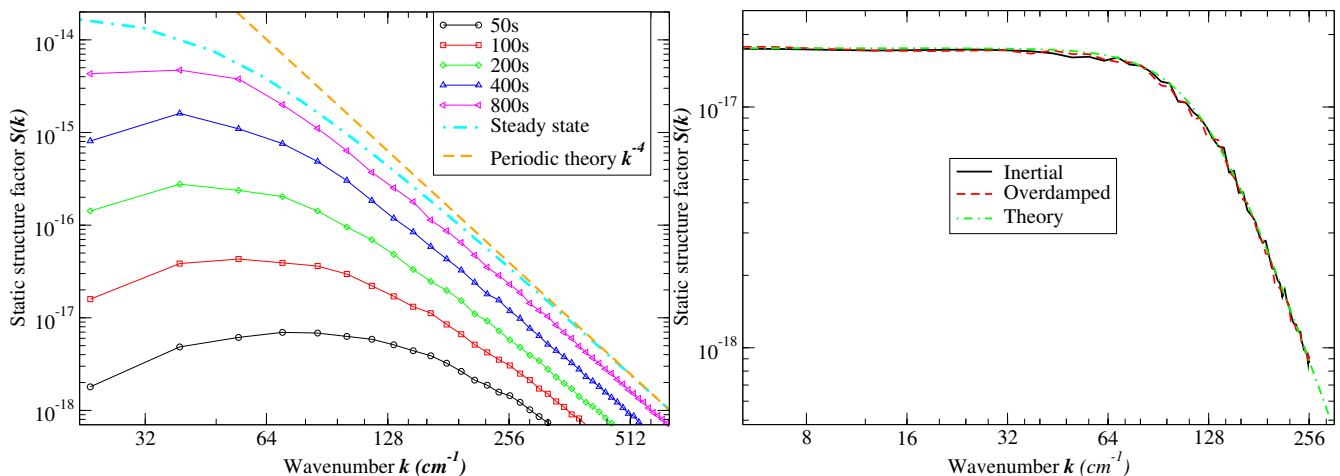 10^-14
10^-15
10^-16
10^-17
10^-18
Static structure factor S(k)
50s
100s
200s
400s
800s
Steady state
Periodic theory k^-4
32
64
128
256
512
Wavenumber k (cm^-1)
10^-17
10^-18
Static structure factor S(k)
Inertial
Overdamped
Theory
8
16
32
64
128
256
Wavenumber k (cm^-1)